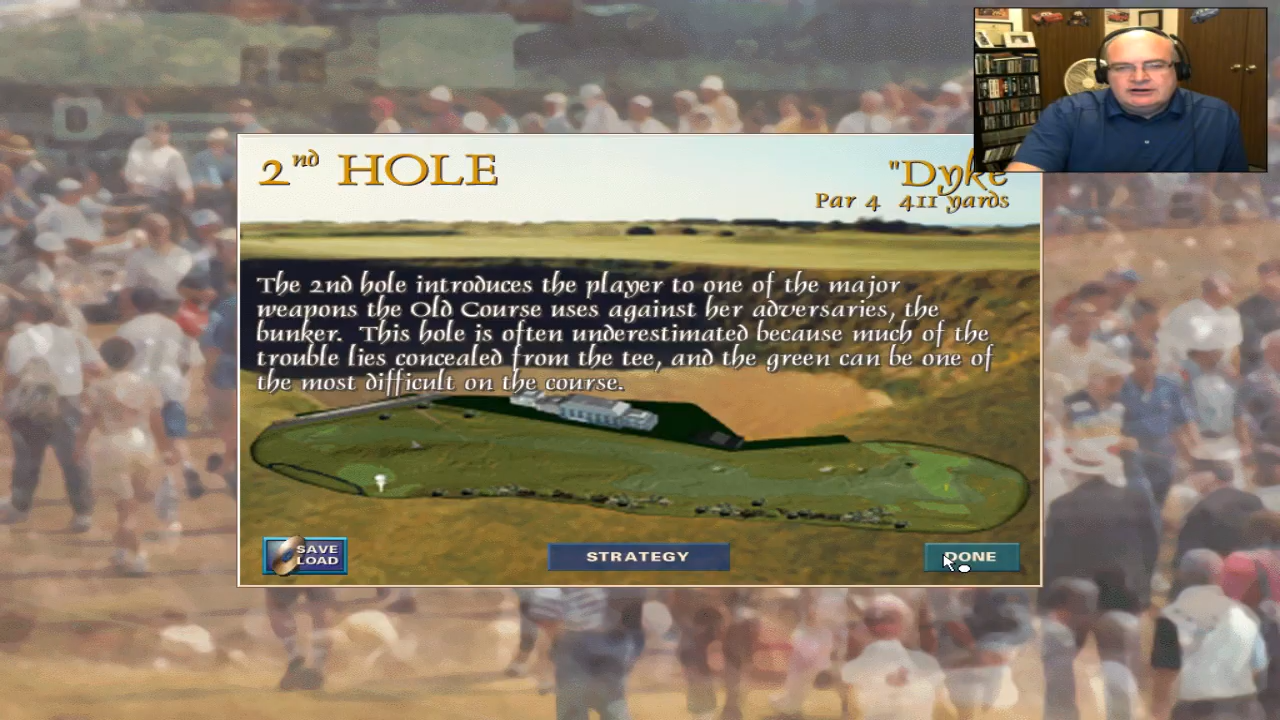 2nd HOLE
"Dyke
Par 4 411 yards
The 2nd hole introduces the player to one of the major
weapons the Old Course uses against her adversaries, the
bunker. This hole is often underestimated because much of the
trouble lies concealed from the tee, and the green can be one of
the most difficult on the course.
SAVE
LOAD
STRATEGY
DONE